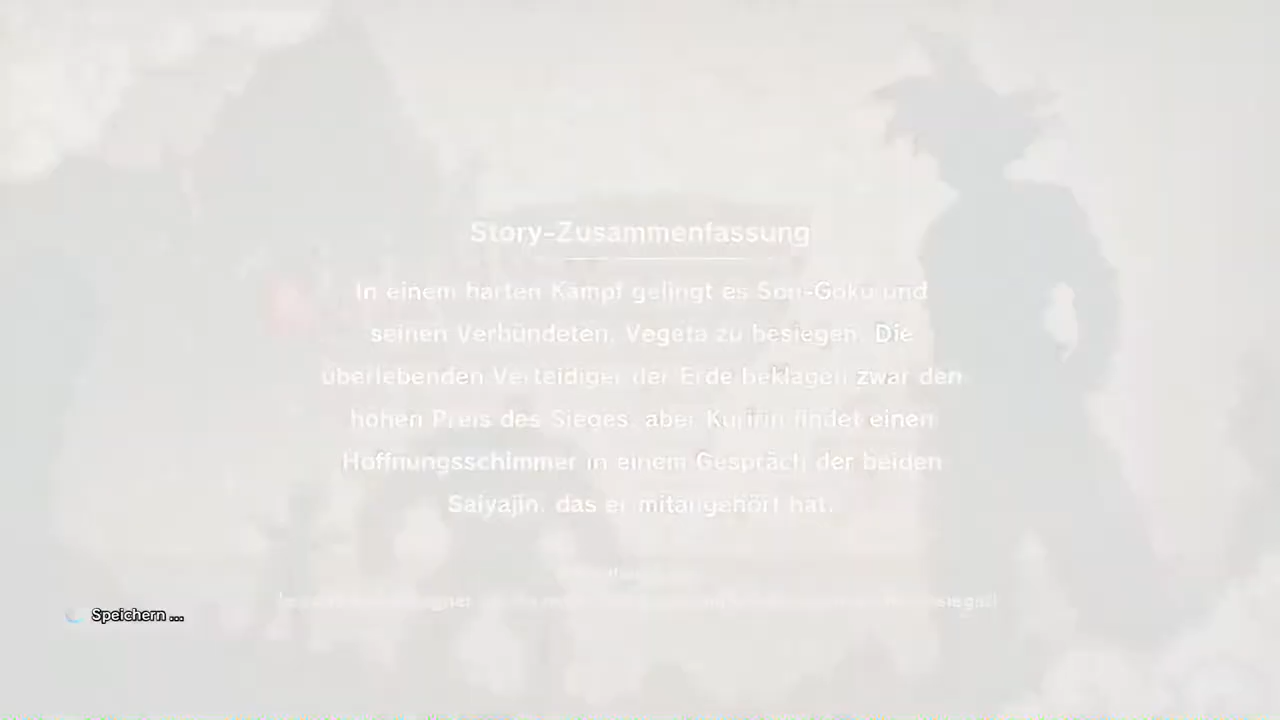 Story-Zusammenfassung
In einem harten Kampf gelingt es Son-Goku und
seinen Verbündeten, Vegeta zu besiegen. Die
überlebenden Verteidiger der Erde beklagen zwar den
hohen Preis des Sieges, aber Kuririn findet einen
Hoffnungsschimmer in einem Gespräch der beiden
Saiyajin, das er mitangehört hat.
Speichern ...